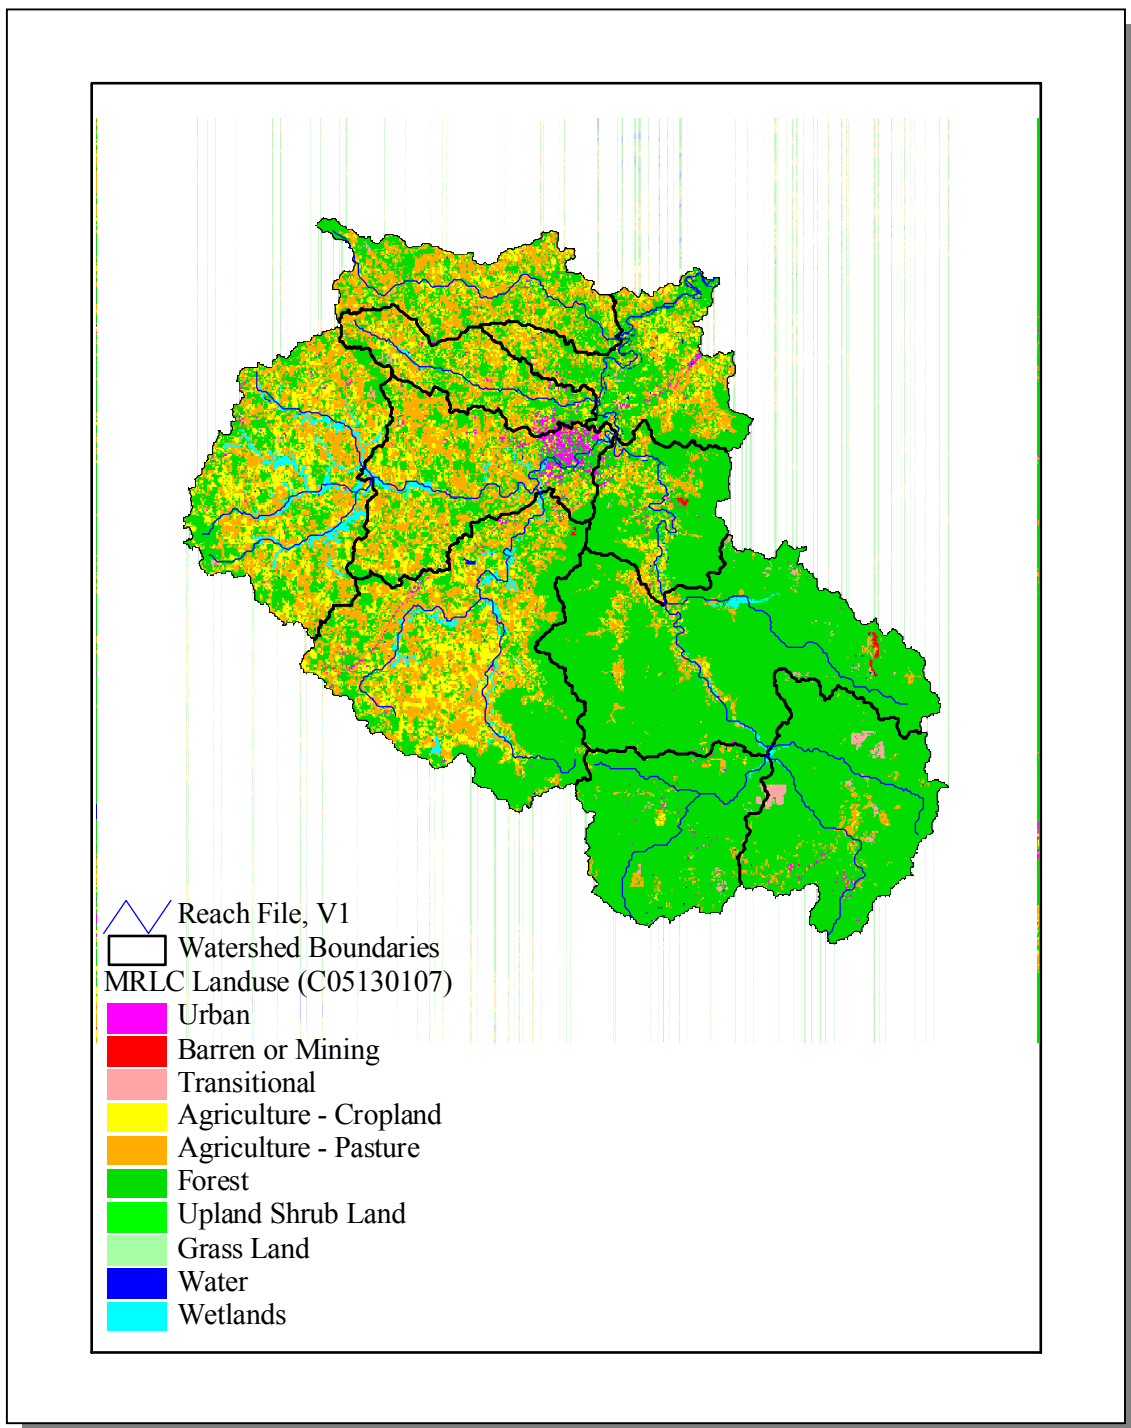 Reach File, V1
Watershed Boundaries
MRLC Landuse (C05130107)
Urban
Barren or Mining
Transitional
Agriculture - Cropland
Agriculture - Pasture
Forest
Upland Shrub Land
Grass Land
Water
Wetlands